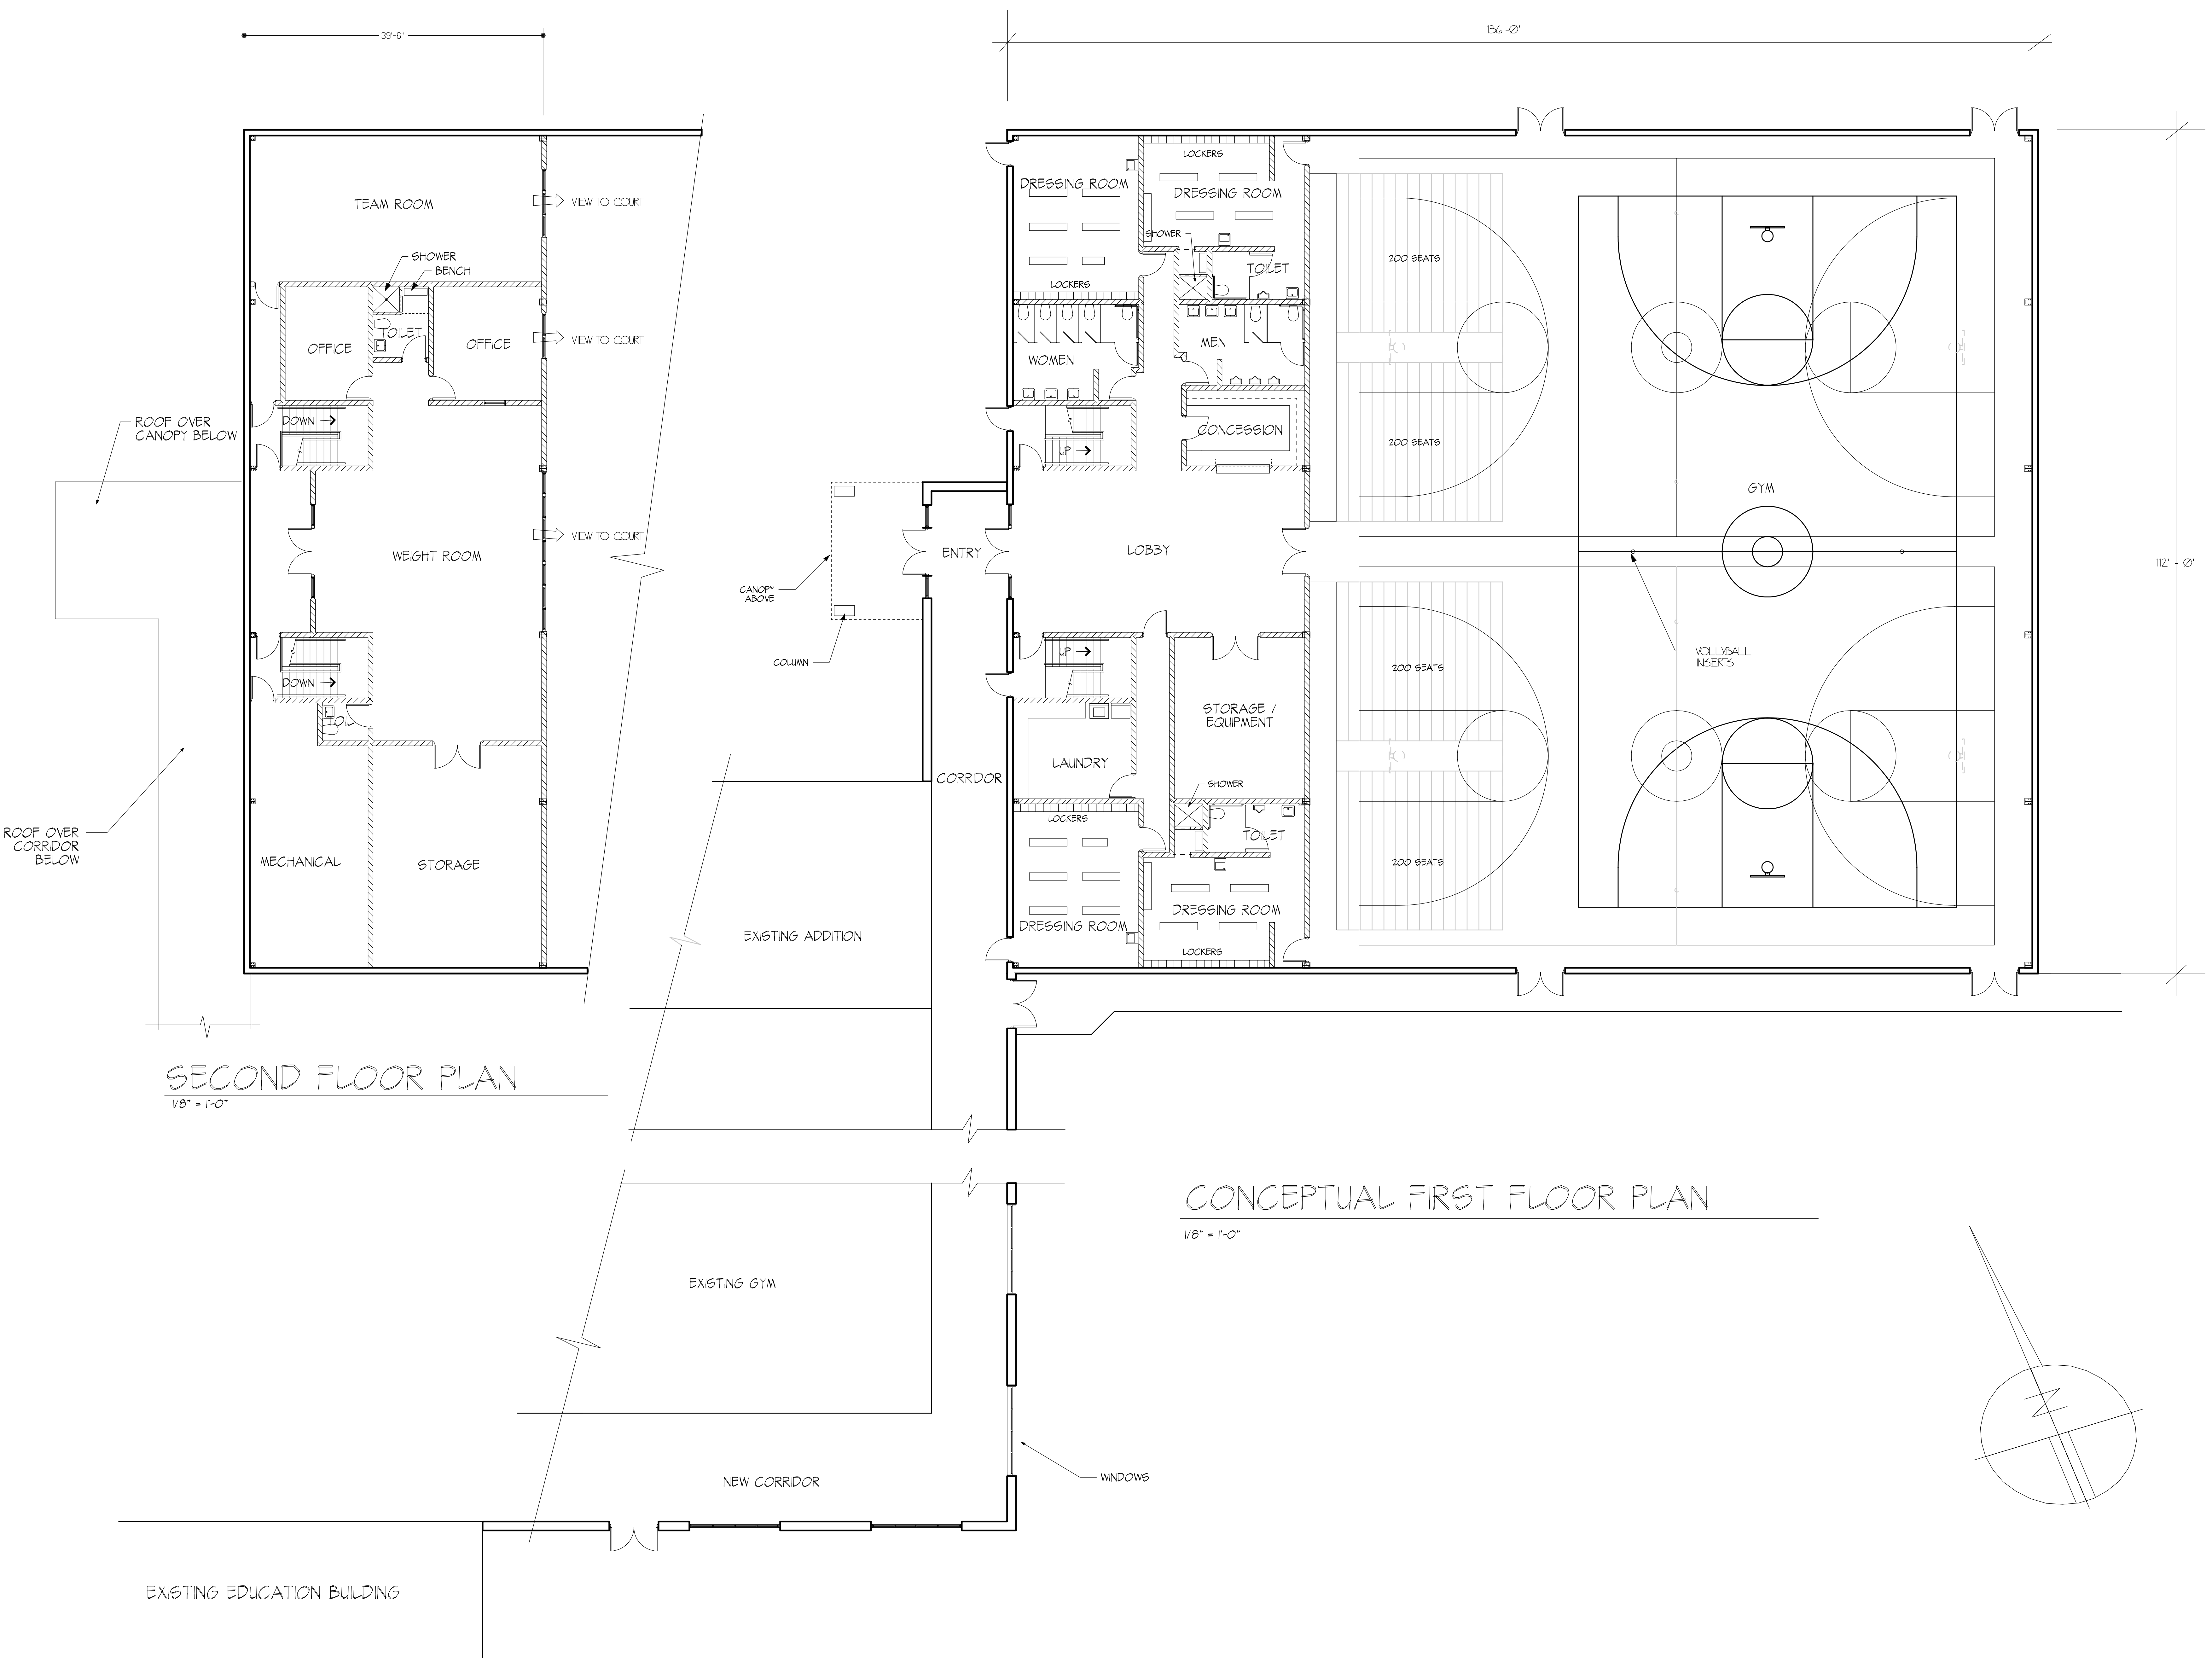 39'-6"
136'-0"
TEAM ROOM
VIEW TO COURT
SHOWER
BENCH
TOILET
OFFICE
OFFICE
VIEW TO COURT
DOWN
ROOF OVER
CANOPY BELOW
WEIGHT ROOM
VIEW TO COURT
DOWN
TOIL
ROOF OVER
CORRIDOR
BELOW
MECHANICAL
STORAGE
SECOND FLOOR PLAN
1/8" = 1'-0"
LOCKERS
DRESSING ROOM
DRESSING ROOM
SHOWER
TOILET
LOCKERS
WOMEN
MEN
CONCESSION
UP
200 SEATS
200 SEATS
GYM
ENTRY
LOBBY
CANOPY
ABOVE
COLUMN
112' - 0"
VOLLYBALL
INSERTS
UP
STORAGE /
EQUIPMENT
200 SEATS
LAUNDRY
CORRIDOR
SHOWER
LOCKERS
TOILET
200 SEATS
DRESSING ROOM
DRESSING ROOM
LOCKERS
EXISTING ADDITION
CONCEPTUAL FIRST FLOOR PLAN
1/8" = 1'-0"
EXISTING GYM
N
NEW CORRIDOR
WINDOWS
EXISTING EDUCATION BUILDING